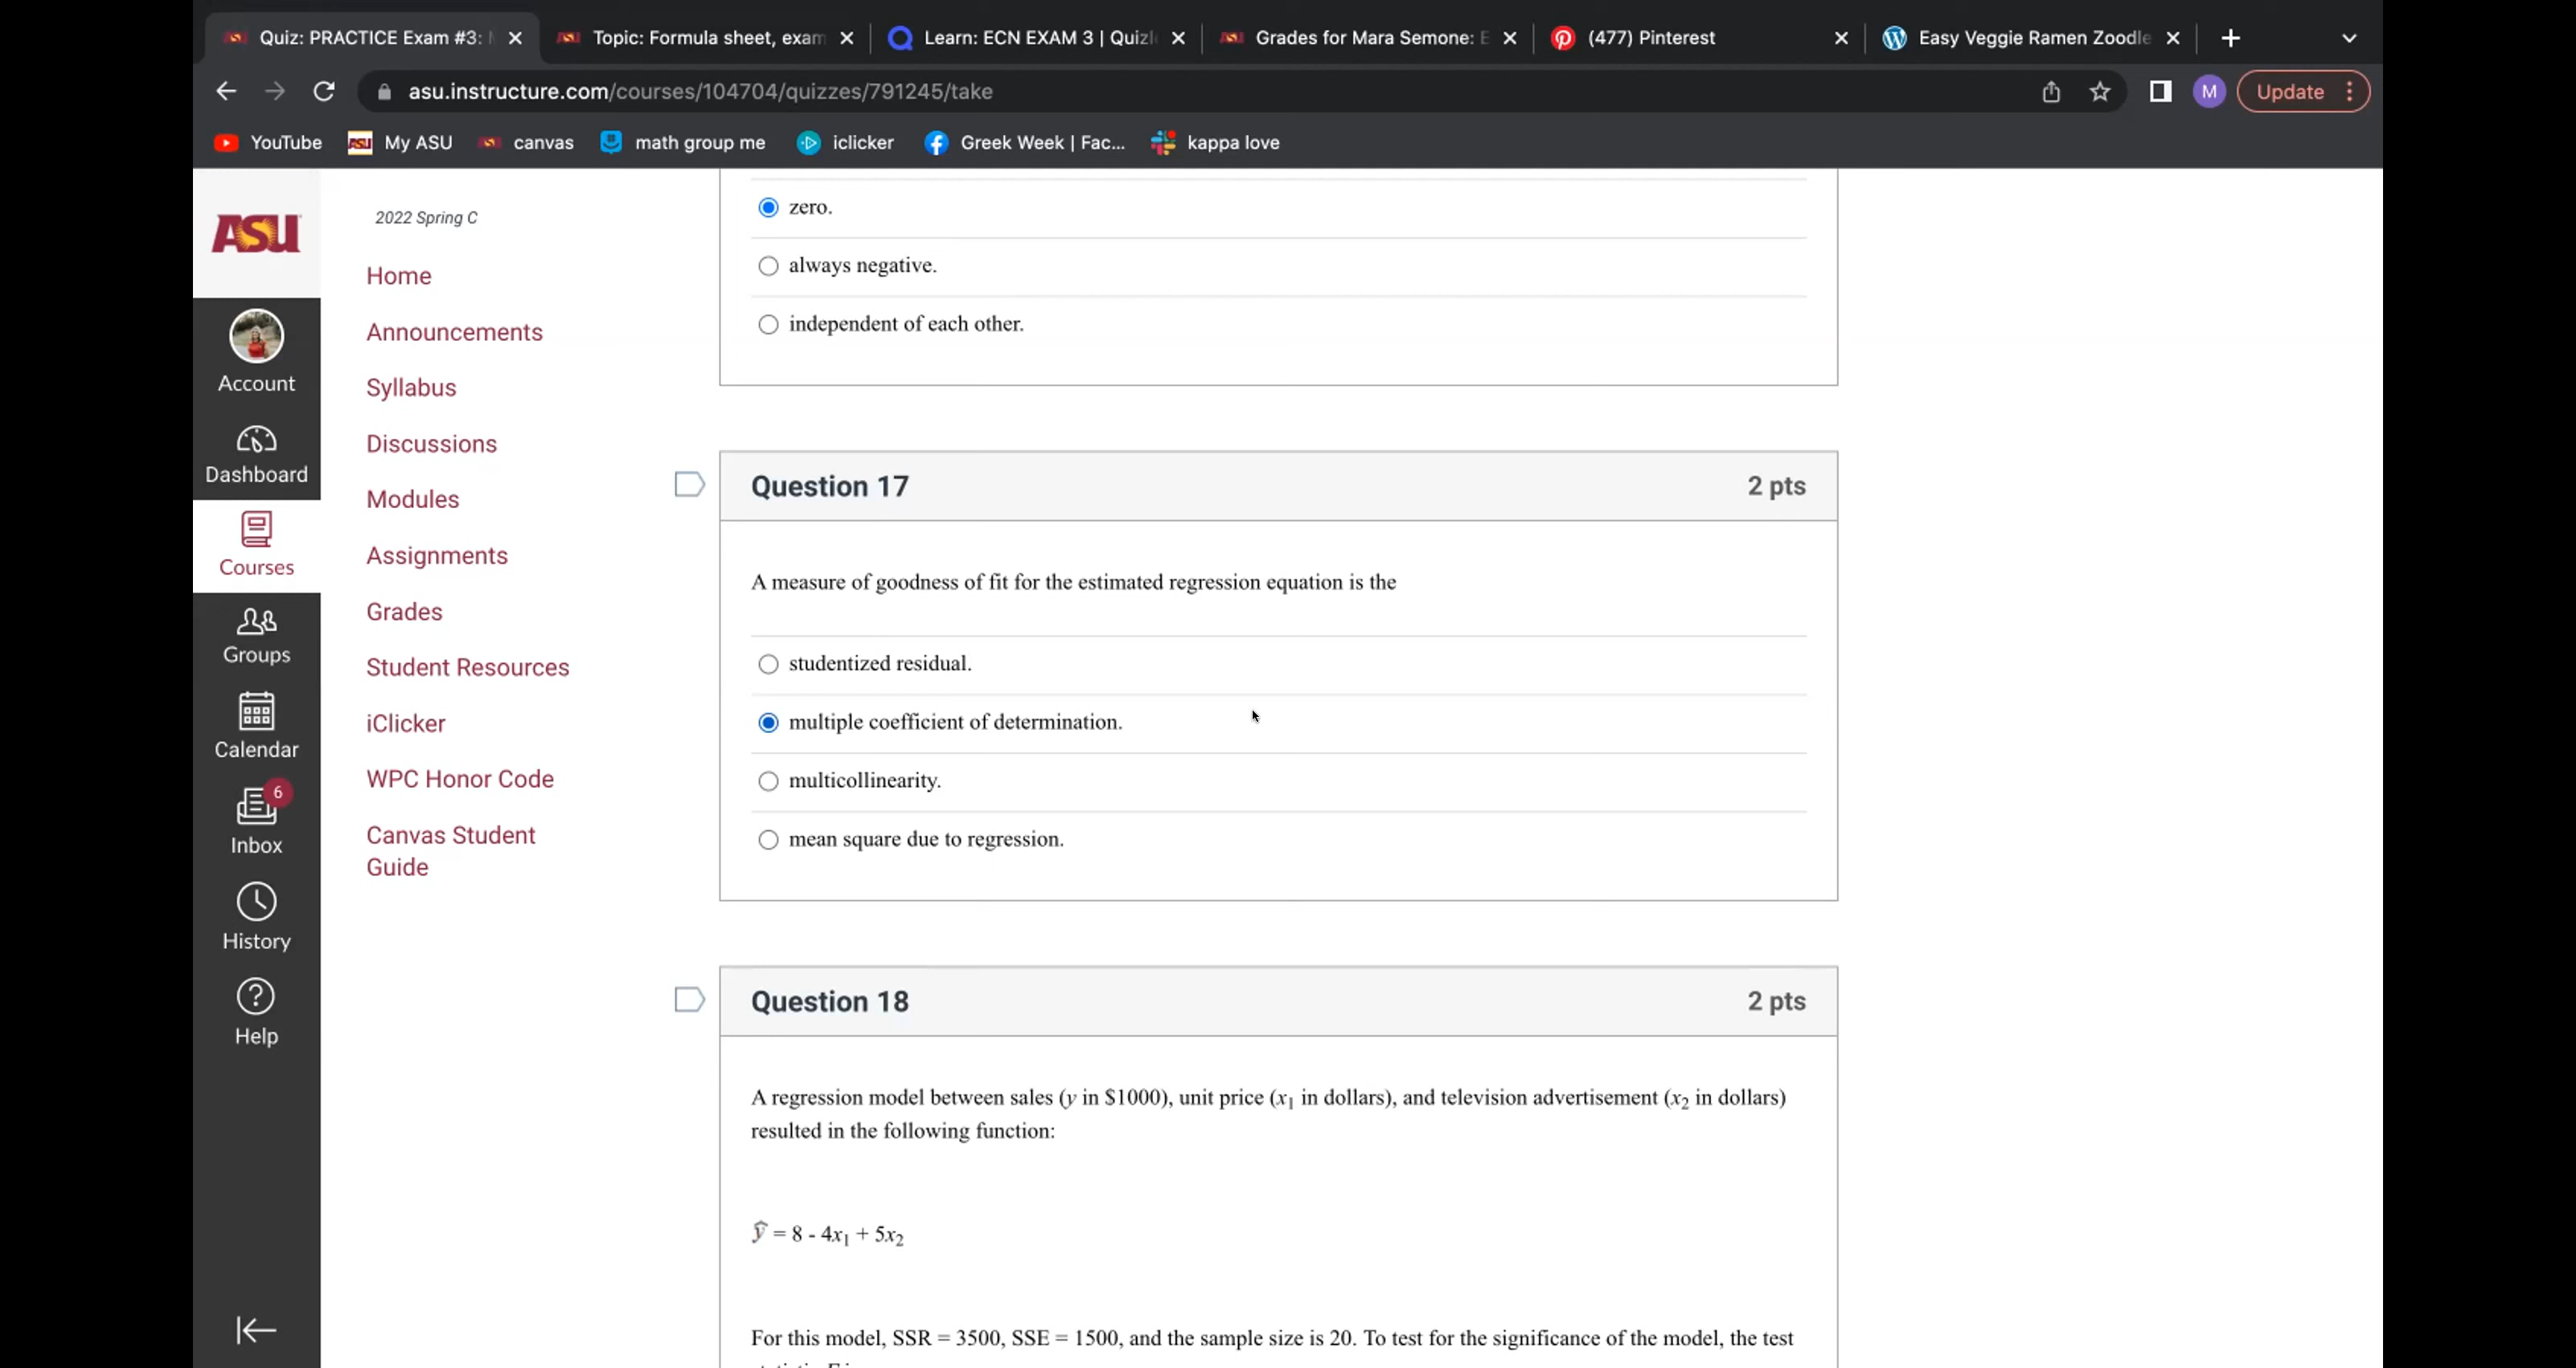 Quiz: PRACTICE Exam #3:
Topic: Formula sheet, exam
Learn: ECN EXAM 3 | Quizl
Grades for Mara Semone: E
(477) Pinterest
Easy Veggie Ramen Zoodle
asu.instructure.com/courses/104704/quizzes/791245/take
M
Update
YouTube
My ASU
canvas
math group me
iclicker
Greek Week | Fac...
kappa love
ASU
Account
Dashboard
Courses
Groups
Calendar
6
Inbox
History
Help
2022 Spring C
Home
Announcements
Syllabus
Discussions
Modules
Assignments
Grades
Student Resources
iClicker
WPC Honor Code
Canvas Student
Guide
zero.
always negative.
independent of each other.
Question 17 2 pts
A measure of goodness of fit for the estimated regression equation is the
studentized residual.
multiple coefficient of determination.
multicollinearity.
mean square due to regression.
Question 18 2 pts
A regression model between sales (y in $1000), unit price (x₁ in dollars), and television advertisement (x₂ in dollars)
resulted in the following function:
ŷ = 8 - 4x₁ + 5x₂
For this model, SSR = 3500, SSE = 1500, and the sample size is 20. To test for the significance of the model, the test